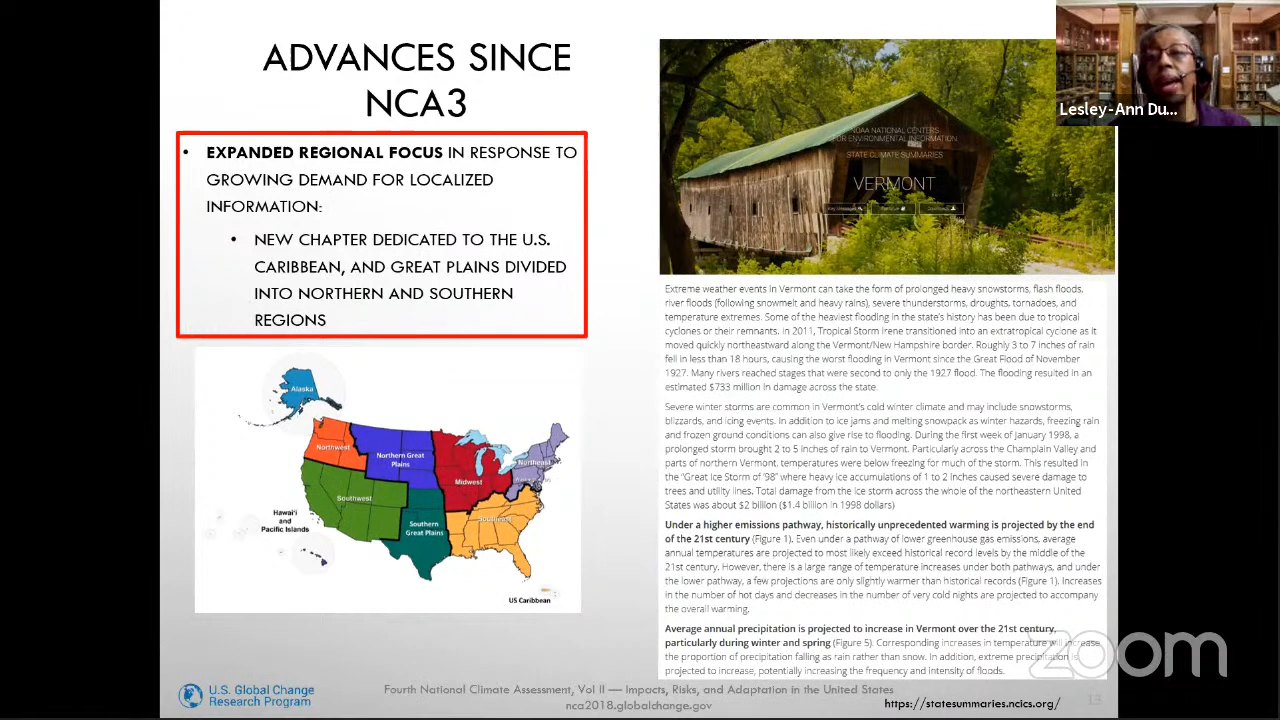 ADVANCES SINCE
NCA3
• EXPANDED REGIONAL FOCUS IN RESPONSE TO
GROWING DEMAND FOR LOCALIZED
INFORMATION:
• NEW CHAPTER DEDICATED TO THE U.S.
CARIBBEAN, AND GREAT PLAINS DIVIDED
INTO NORTHERN AND SOUTHERN
REGIONS
Alaska
Northwest
Northern Great
Plains
Midwest
Northeast
Southwest
Southern
Great Plains
Southeast
Hawai'i
and
Pacific Islands
US Caribbean
NOAA NATIONAL CENTERS
FOR ENVIRONMENTAL INFORMATION
STATE CLIMATE SUMMARIES
VERMONT
Lesley-Ann Du...
Extreme weather events in Vermont can take the form of prolonged heavy snowstorms, flash floods,
river floods (following snowmelt and heavy rains), severe thunderstorms, droughts, tornadoes, and
temperature extremes. Some of the heaviest flooding in the state's history has been due to tropical
cyclones or their remnants. In 2011, Tropical Storm Irene transitioned into an extratropical cyclone as it
moved quickly northeastward along the Vermont/New Hampshire border. Roughly 3 to 7 inches of rain
fell in less than 18 hours, causing the worst flooding in Vermont since the Great Flood of November
1927. Many rivers reached stages that were second to only the 1927 flood. The flooding resulted in an
estimated $733 million in damage across the state.
Severe winter storms are common in Vermont's cold winter climate and may include snowstorms,
blizzards, and icing events. In addition to ice jams and melting snowpack as winter hazards, freezing rain
and frozen ground conditions can also give rise to flooding. During the first week of January 1998, a
prolonged storm brought 2 to 5 inches of rain to Vermont. Particularly across the Champlain Valley and
parts of northern Vermont, temperatures were below freezing for much of the storm. This resulted in
the "Great Ice Storm of '98" where heavy ice accumulations of 1 to 2 inches caused severe damage to
trees and utility lines. Total damage from the ice storm across the whole of the northeastern United
States was about $2 billion ($1.4 billion in 1998 dollars)
Under a higher emissions pathway, historically unprecedented warming is projected by the end
of the 21st century (Figure 1). Even under a pathway of lower greenhouse gas emissions, average
annual temperatures are projected to most likely exceed historical record levels by the middle of the
21st century. However, there is a large range of temperature increases under both pathways, and under
the lower pathway, a few projections are only slightly warmer than historical records (Figure 1). Increases
in the number of hot days and decreases in the number of very cold nights are projected to accompany
the overall warming.
Average annual precipitation is projected to increase in Vermont over the 21st century,
particularly during winter and spring (Figure 5). Corresponding increases in temperature will increase
the proportion of precipitation falling as rain rather than snow. In addition, extreme precipitation is
projected to increase, potentially increasing the frequency and intensity of floods.
zoom
U.S. Global Change
Research Program
Fourth National Climate Assessment, Vol II — Impacts, Risks, and Adaptation in the United States
nca2018.globalchange.gov
https://statesummaries.ncics.org/
13